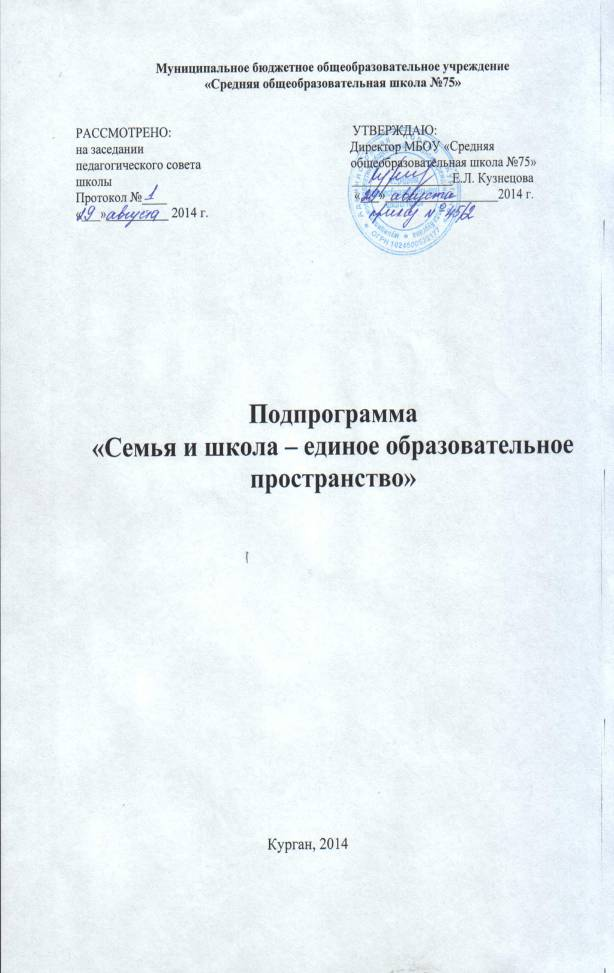 Муниципальное бюджетное общеобразовательное учреждение
«Средняя общеобразовательная школа №75»
РАССМОТРЕНО:
на заседании
педагогического совета
школы
Протокол № 1
«29» августа 2014 г.
УТВЕРЖДАЮ:
Директор МБОУ «Средняя
общеобразовательная школа №75»
Е.Л. Кузнецова
«29» августа 2014 г.
приказ №
Подпрограмма
«Семья и школа – единое образовательное
пространство»
Курган, 2014